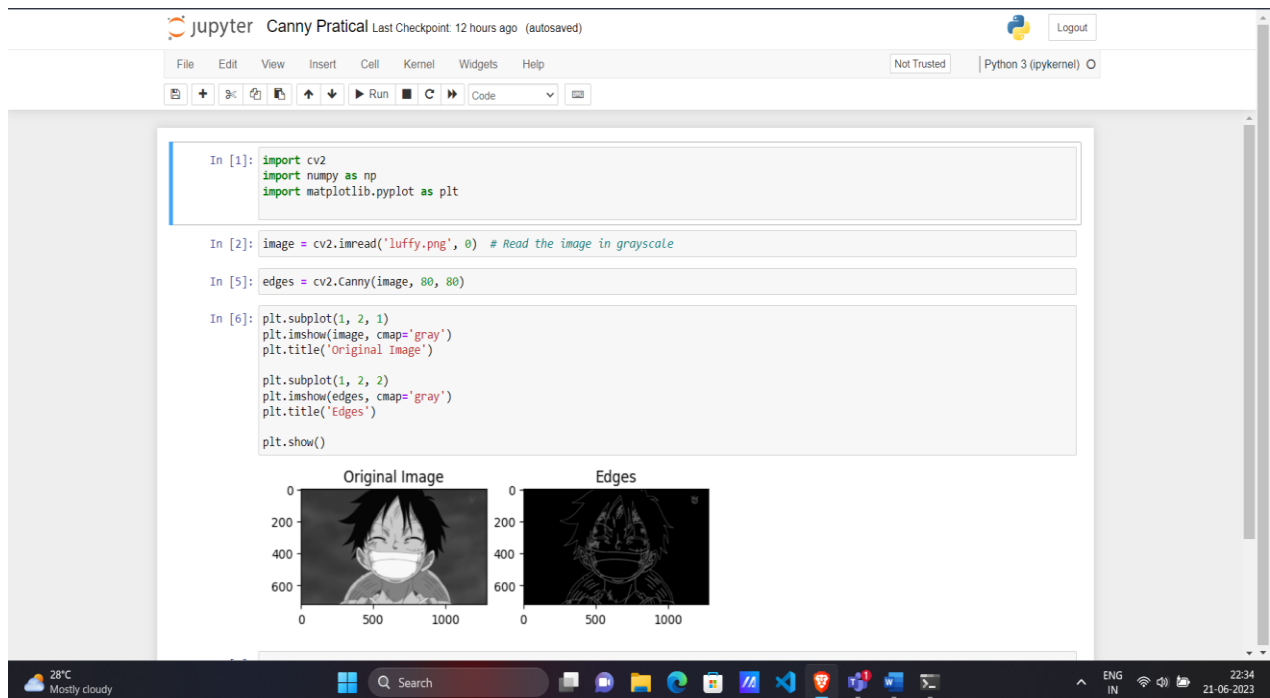 jupyter Canny Pratical Last Checkpoint: 12 hours ago (autosaved)
Logout
File Edit View Insert Cell Kernel Widgets Help
Not Trusted Python 3 (ipykernel)
Run Code
In [1]: import cv2
import numpy as np
import matplotlib.pyplot as plt
In [2]: image = cv2.imread('luffy.png', 0) # Read the image in grayscale
In [5]: edges = cv2.Canny(image, 80, 80)
In [6]: plt.subplot(1, 2, 1)
plt.imshow(image, cmap='gray')
plt.title('Original Image')
plt.subplot(1, 2, 2)
plt.imshow(edges, cmap='gray')
plt.title('Edges')
plt.show()
Original Image Edges
0 0
200 200
400 400
600 600
0 500 1000 0 500 1000
28°C
Mostly cloudy
Search
ENG
IN
22:34
21-06-2023